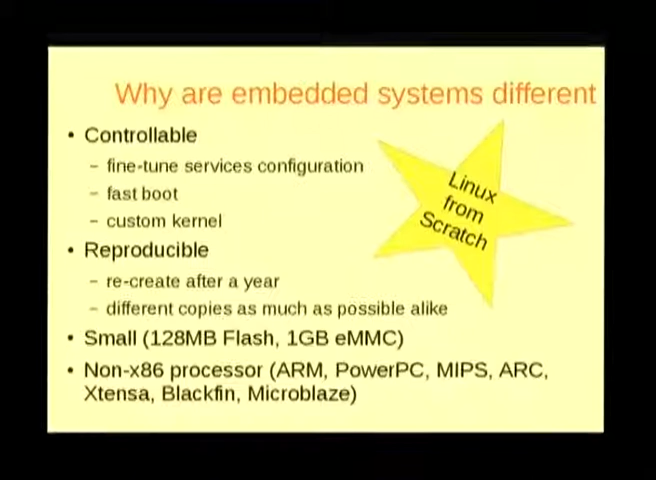 Why are embedded systems different
• Controllable
– fine-tune services configuration
– fast boot
– custom kernel
• Reproducible
– re-create after a year
– different copies as much as possible alike
• Small (128MB Flash, 1GB eMMC)
• Non-x86 processor (ARM, PowerPC, MIPS, ARC,
Xtensa, Blackfin, Microblaze)
Linux
from
Scratch